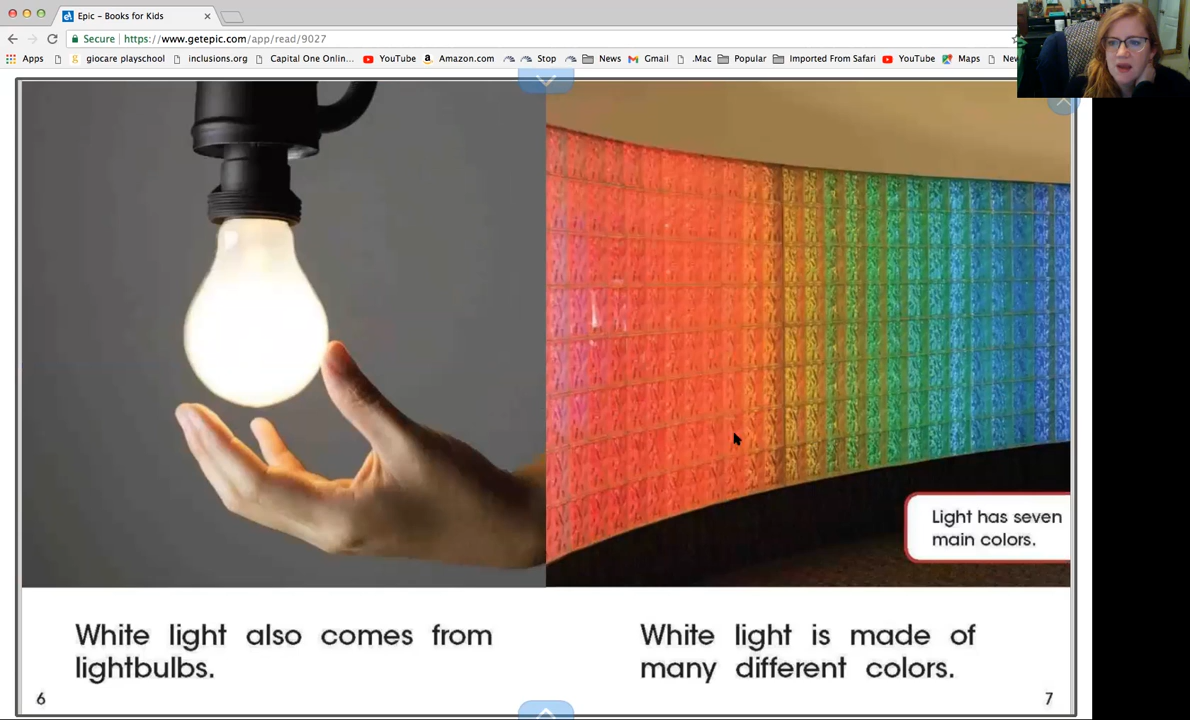 Epic – Books for Kids
Secure
https://www.getepic.com/app/read/9027
Apps
giocare playschool
inclusions.org
Capital One Onlin...
YouTube
Amazon.com
Stop
News
Gmail
.Mac
Popular
Imported From Safari
YouTube
Maps
Light has seven
main colors.
White light also comes from
lightbulbs.
White light is made of
many different colors.
6
7